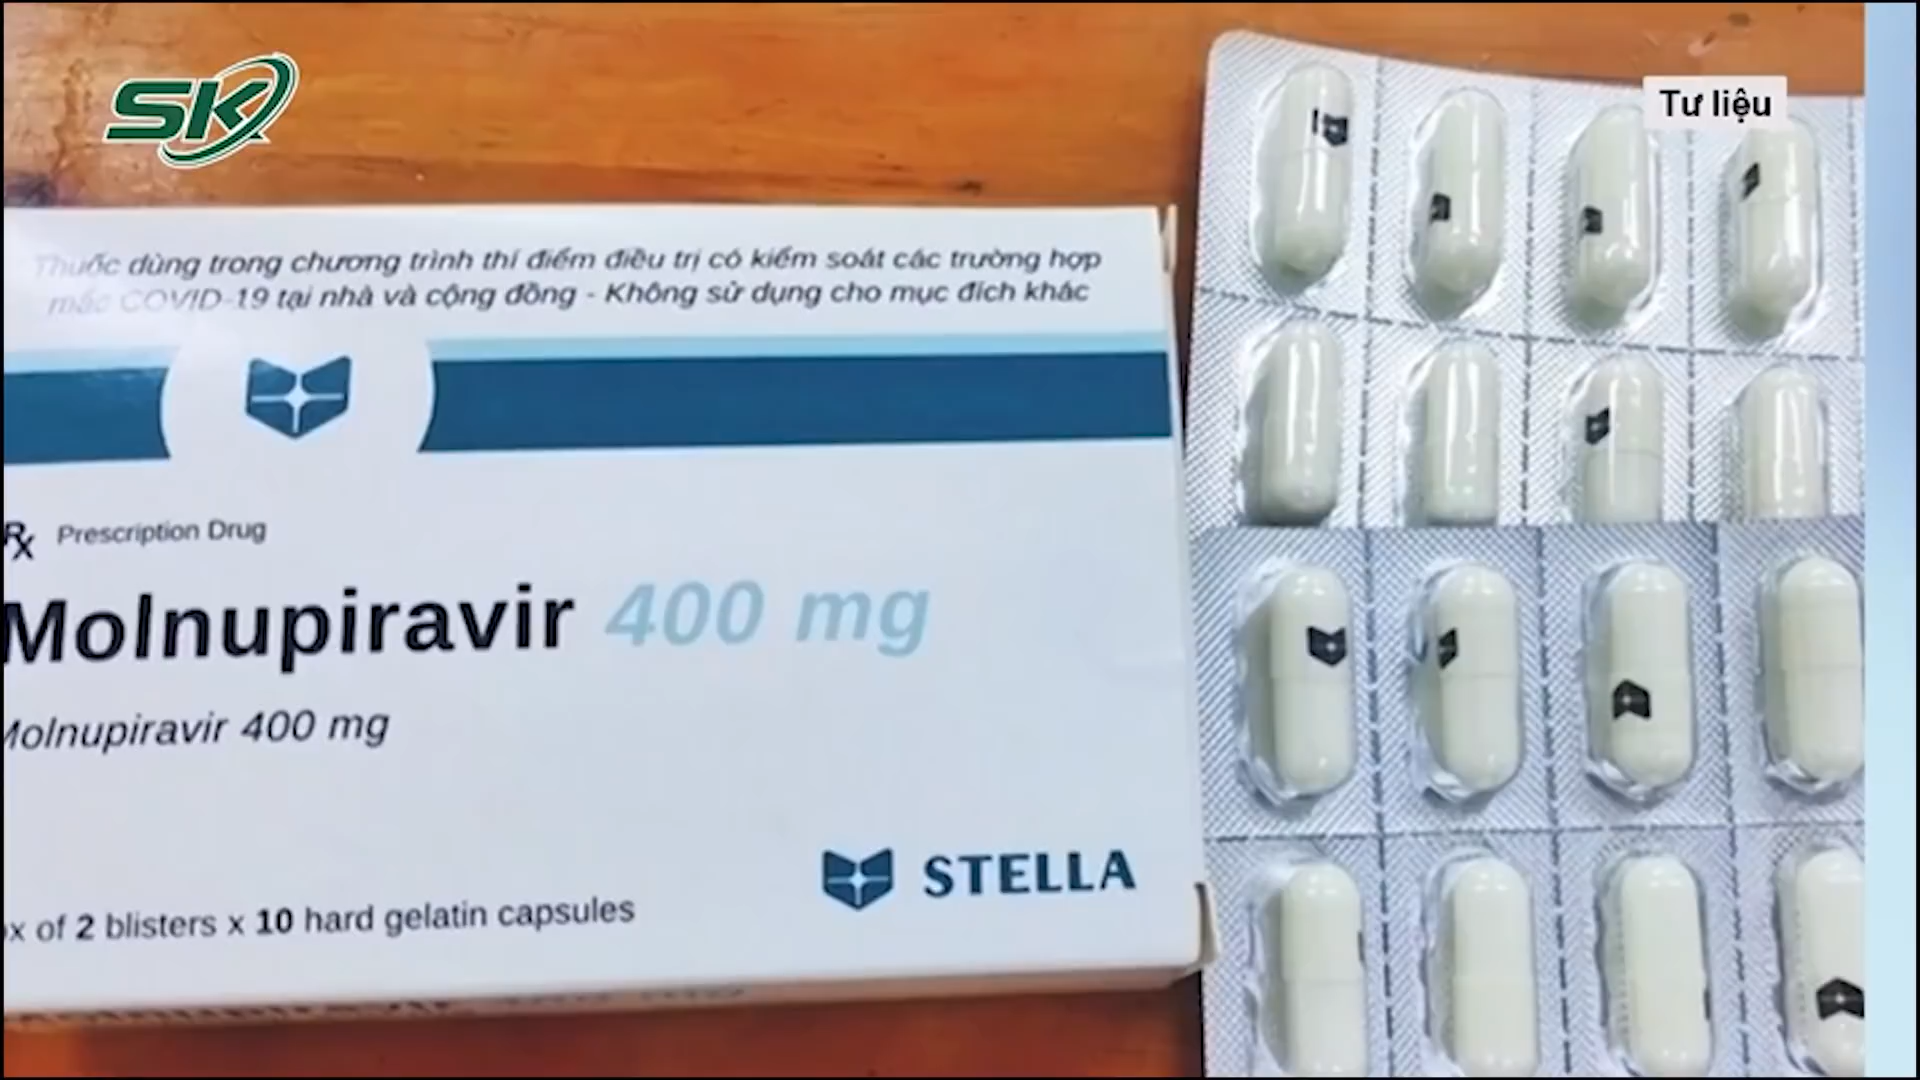 SK
Tư liệu
Thuốc dùng trong chương trình thí điểm điều trị có kiểm soát các trường hợp
mắc COVID-19 tại nhà và cộng đồng - Không sử dụng cho mục đích khác
Rx Prescription Drug
Molnupiravir 400 mg
Molnupiravir 400 mg
ox of 2 blisters x 10 hard gelatin capsules
STELLA